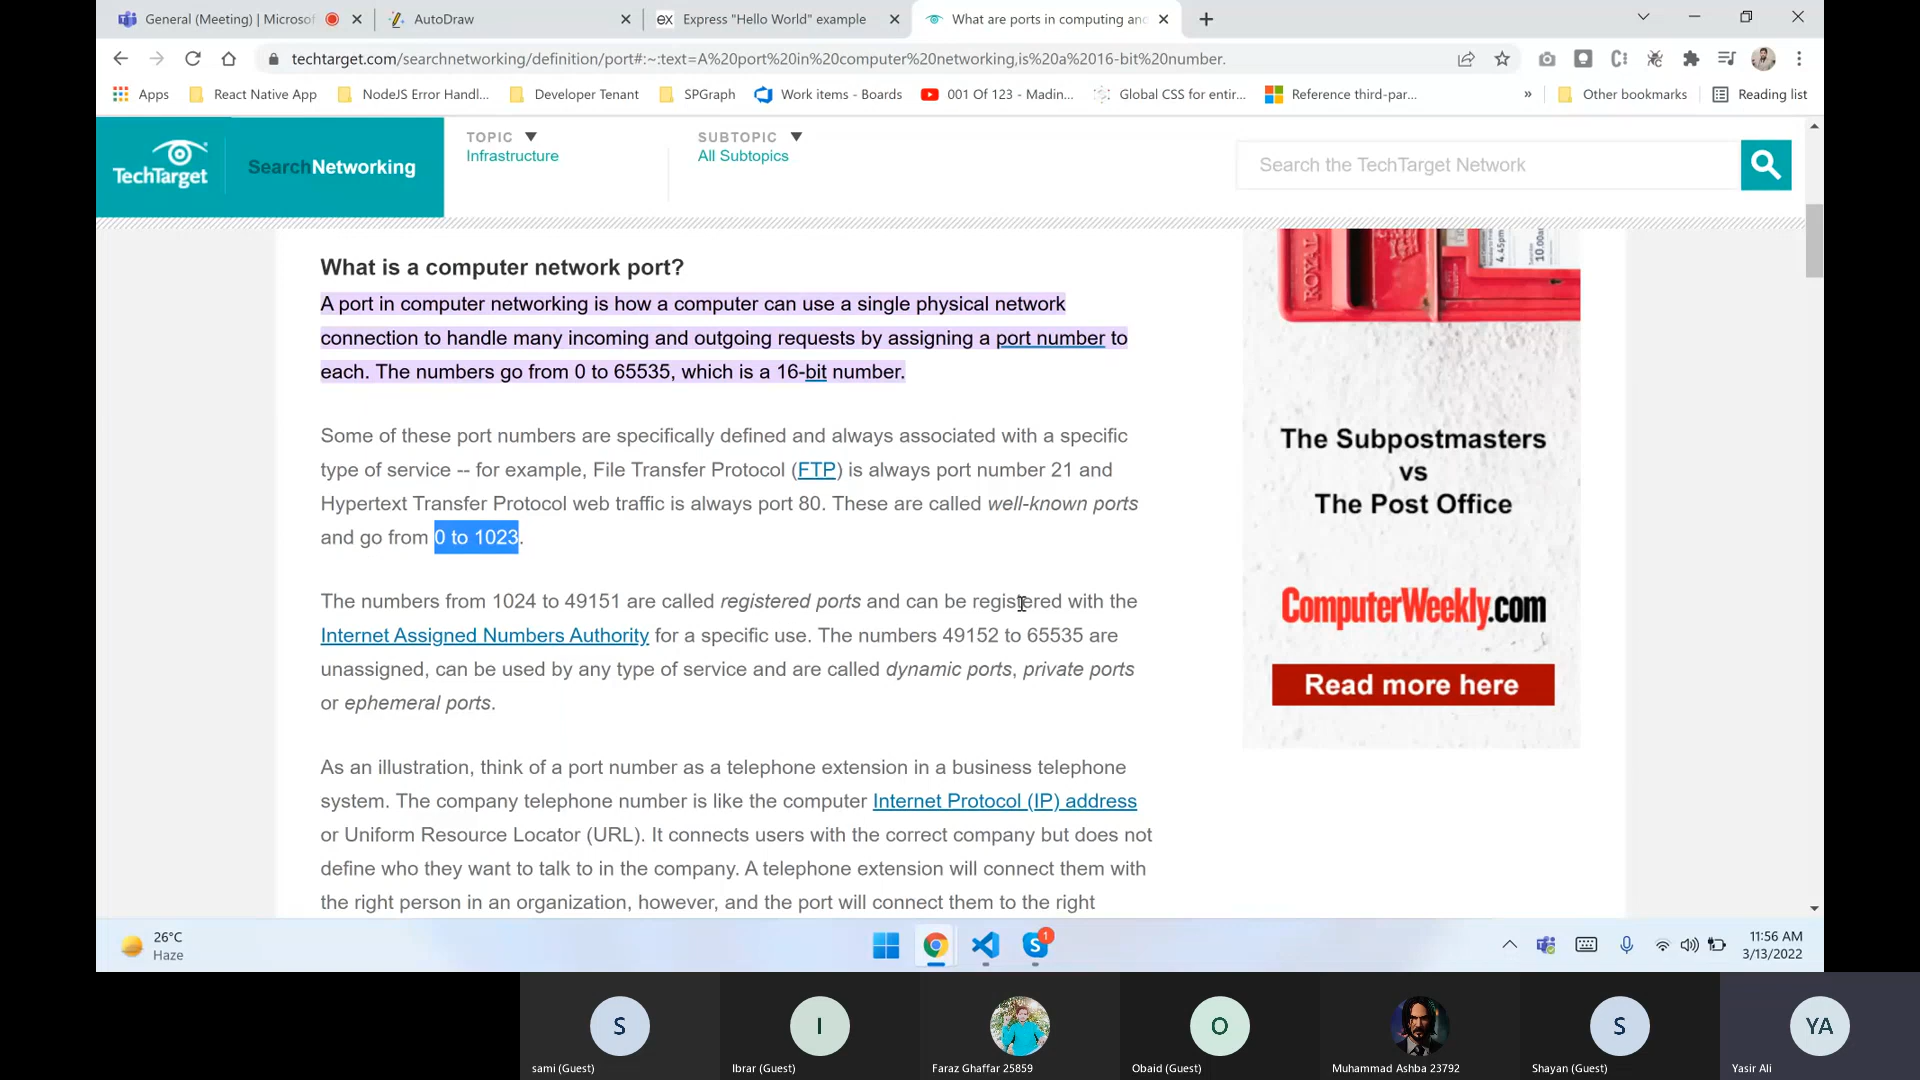 General (Meeting) | Microsof
AutoDraw
ex Express "Hello World" example
What are ports in computing and
techtarget.com/searchnetworking/definition/port#:~:text=A%20port%20in%20computer%20networking,is%20a%2016-bit%20number.
Apps
React Native App
NodeJS Error Handl...
Developer Tenant
SPGraph
Work items - Boards
001 Of 123 - Madin...
Global CSS for entir...
Reference third-par...
»
Other bookmarks
Reading list
TechTarget
SearchNetworking
TOPIC
Infrastructure
SUBTOPIC
All Subtopics
Search the TechTarget Network
What is a computer network port?
A port in computer networking is how a computer can use a single physical network
connection to handle many incoming and outgoing requests by assigning a port number to
each. The numbers go from 0 to 65535, which is a 16-bit number.
Some of these port numbers are specifically defined and always associated with a specific
type of service -- for example, File Transfer Protocol (FTP) is always port number 21 and
Hypertext Transfer Protocol web traffic is always port 80. These are called well-known ports
and go from 0 to 1023.
The numbers from 1024 to 49151 are called registered ports and can be registered with the
Internet Assigned Numbers Authority for a specific use. The numbers 49152 to 65535 are
unassigned, can be used by any type of service and are called dynamic ports, private ports
or ephemeral ports.
As an illustration, think of a port number as a telephone extension in a business telephone
system. The company telephone number is like the computer Internet Protocol (IP) address
or Uniform Resource Locator (URL). It connects users with the correct company but does not
define who they want to talk to in the company. A telephone extension will connect them with
the right person in an organization, however, and the port will connect them to the right
ROYAL
4.45pm
10.00am
The Subpostmasters
vs
The Post Office
ComputerWeekly.com
Read more here
26°C
Haze
S
1
11:56 AM
3/13/2022
S
sami (Guest)
I
Ibrar (Guest)
Faraz Ghaffar 25859
O
Obaid (Guest)
Muhammad Ashba 23792
S
Shayan (Guest)
YA
Yasir Ali